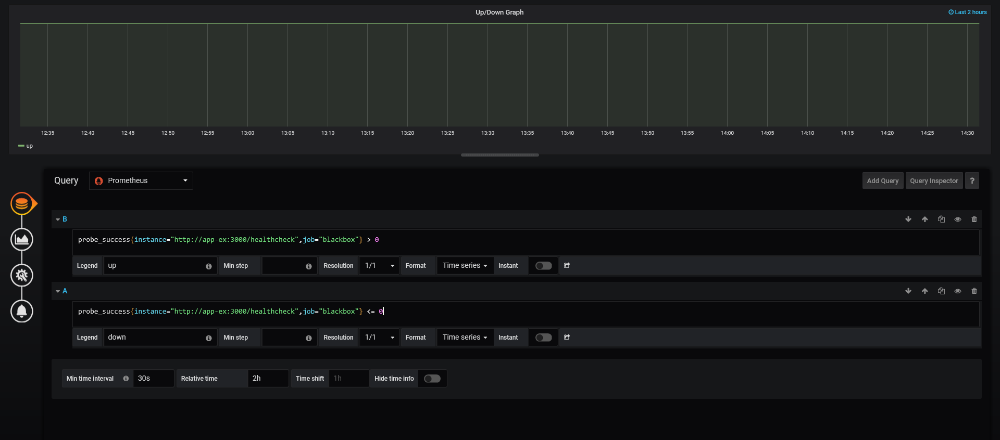 Up/Down Graph
Last 2 hours
12:35 12:40 12:45 12:50 12:55 13:00 13:05 13:10 13:15 13:20 13:25 13:30 13:35 13:40 13:45 13:50 13:55 14:00 14:05 14:10 14:15 14:20 14:25 14:30
up
Query Prometheus Add Query Query Inspector ?
B
probe_success{instance="http://app-ex:3000/healthcheck",job="blackbox"} > 0
Legend up Min step Resolution 1/1 Format Time series Instant
A
probe_success{instance="http://app-ex:3000/healthcheck",job="blackbox"} <= 0
Legend down Min step Resolution 1/1 Format Time series Instant
Min time interval 30s Relative time 2h Time shift 1h Hide time info